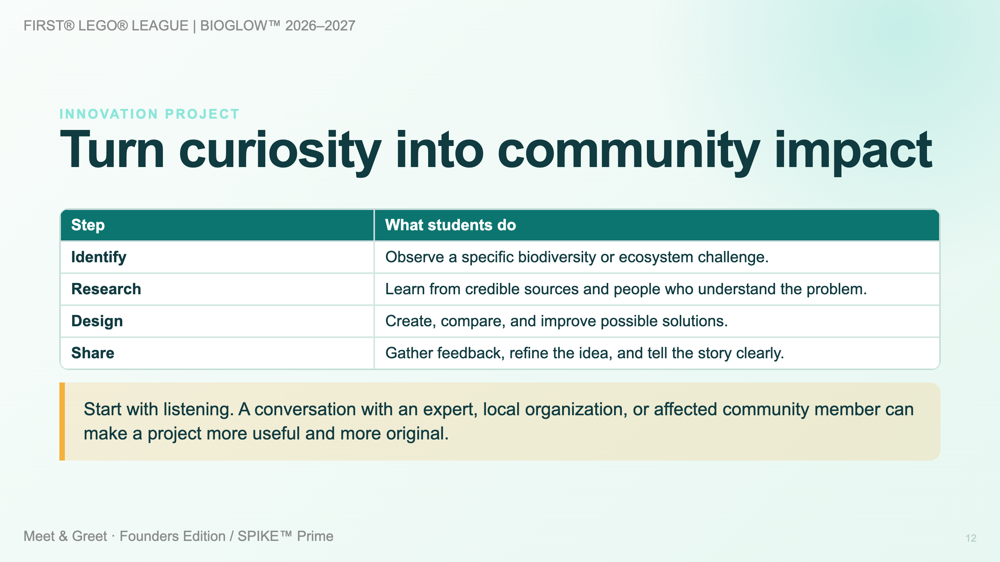 FIRST® LEGO® LEAGUE | BIOGLOW™ 2026–2027
INNOVATION PROJECT
Turn curiosity into community impact
Step
What students do
Identify
Observe a specific biodiversity or ecosystem challenge.
Research
Learn from credible sources and people who understand the problem.
Design
Create, compare, and improve possible solutions.
Share
Gather feedback, refine the idea, and tell the story clearly.
Start with listening. A conversation with an expert, local organization, or affected community member can
make a project more useful and more original.
Meet & Greet · Founders Edition / SPIKE™ Prime
12